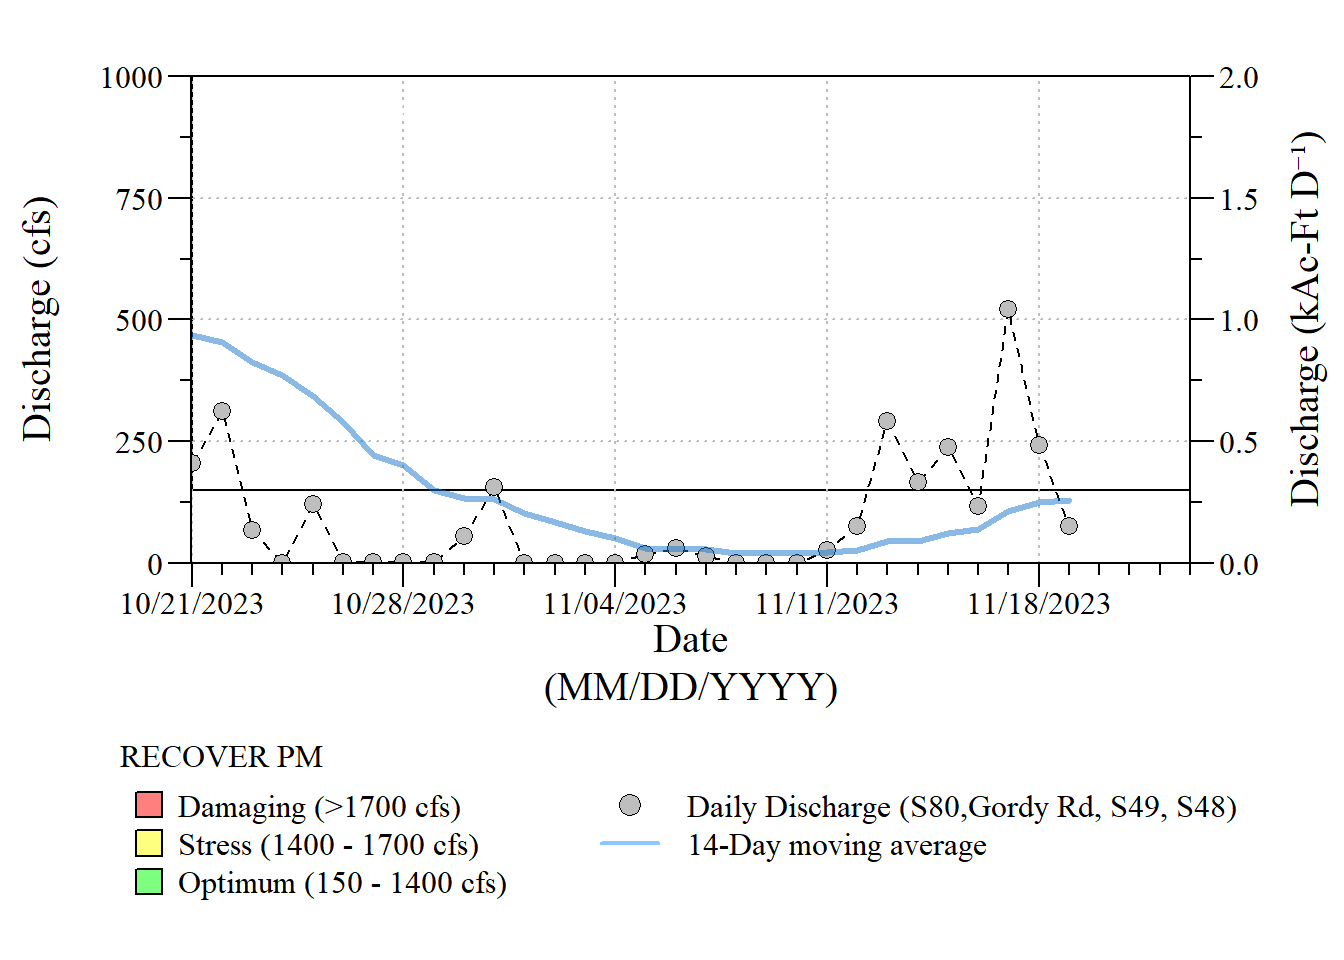 1000
750
500
250
0
Discharge (cfs)
2.0
1.5
1.0
0.5
0.0
Discharge (kAc-Ft D⁻¹)
10/21/2023 10/28/2023 11/04/2023 11/11/2023 11/18/2023
Date
(MM/DD/YYYY)
RECOVER PM
Damaging (>1700 cfs)
Stress (1400 - 1700 cfs)
Optimum (150 - 1400 cfs)
Daily Discharge (S80,Gordy Rd, S49, S48)
14-Day moving average